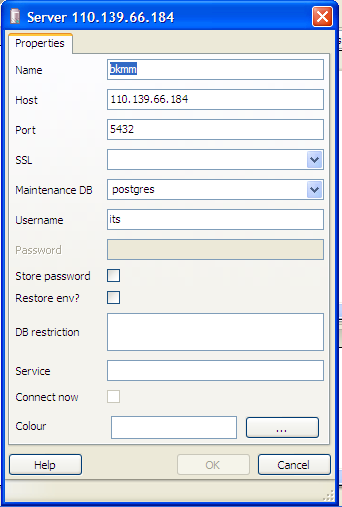 Server 110.139.66.184
Properties
Name bkmm
Host 110.139.66.184
Port 5432
SSL
Maintenance DB postgres
Username its
Password
Store password
Restore env?
DB restriction
Service
Connect now
Colour ...
Help OK Cancel